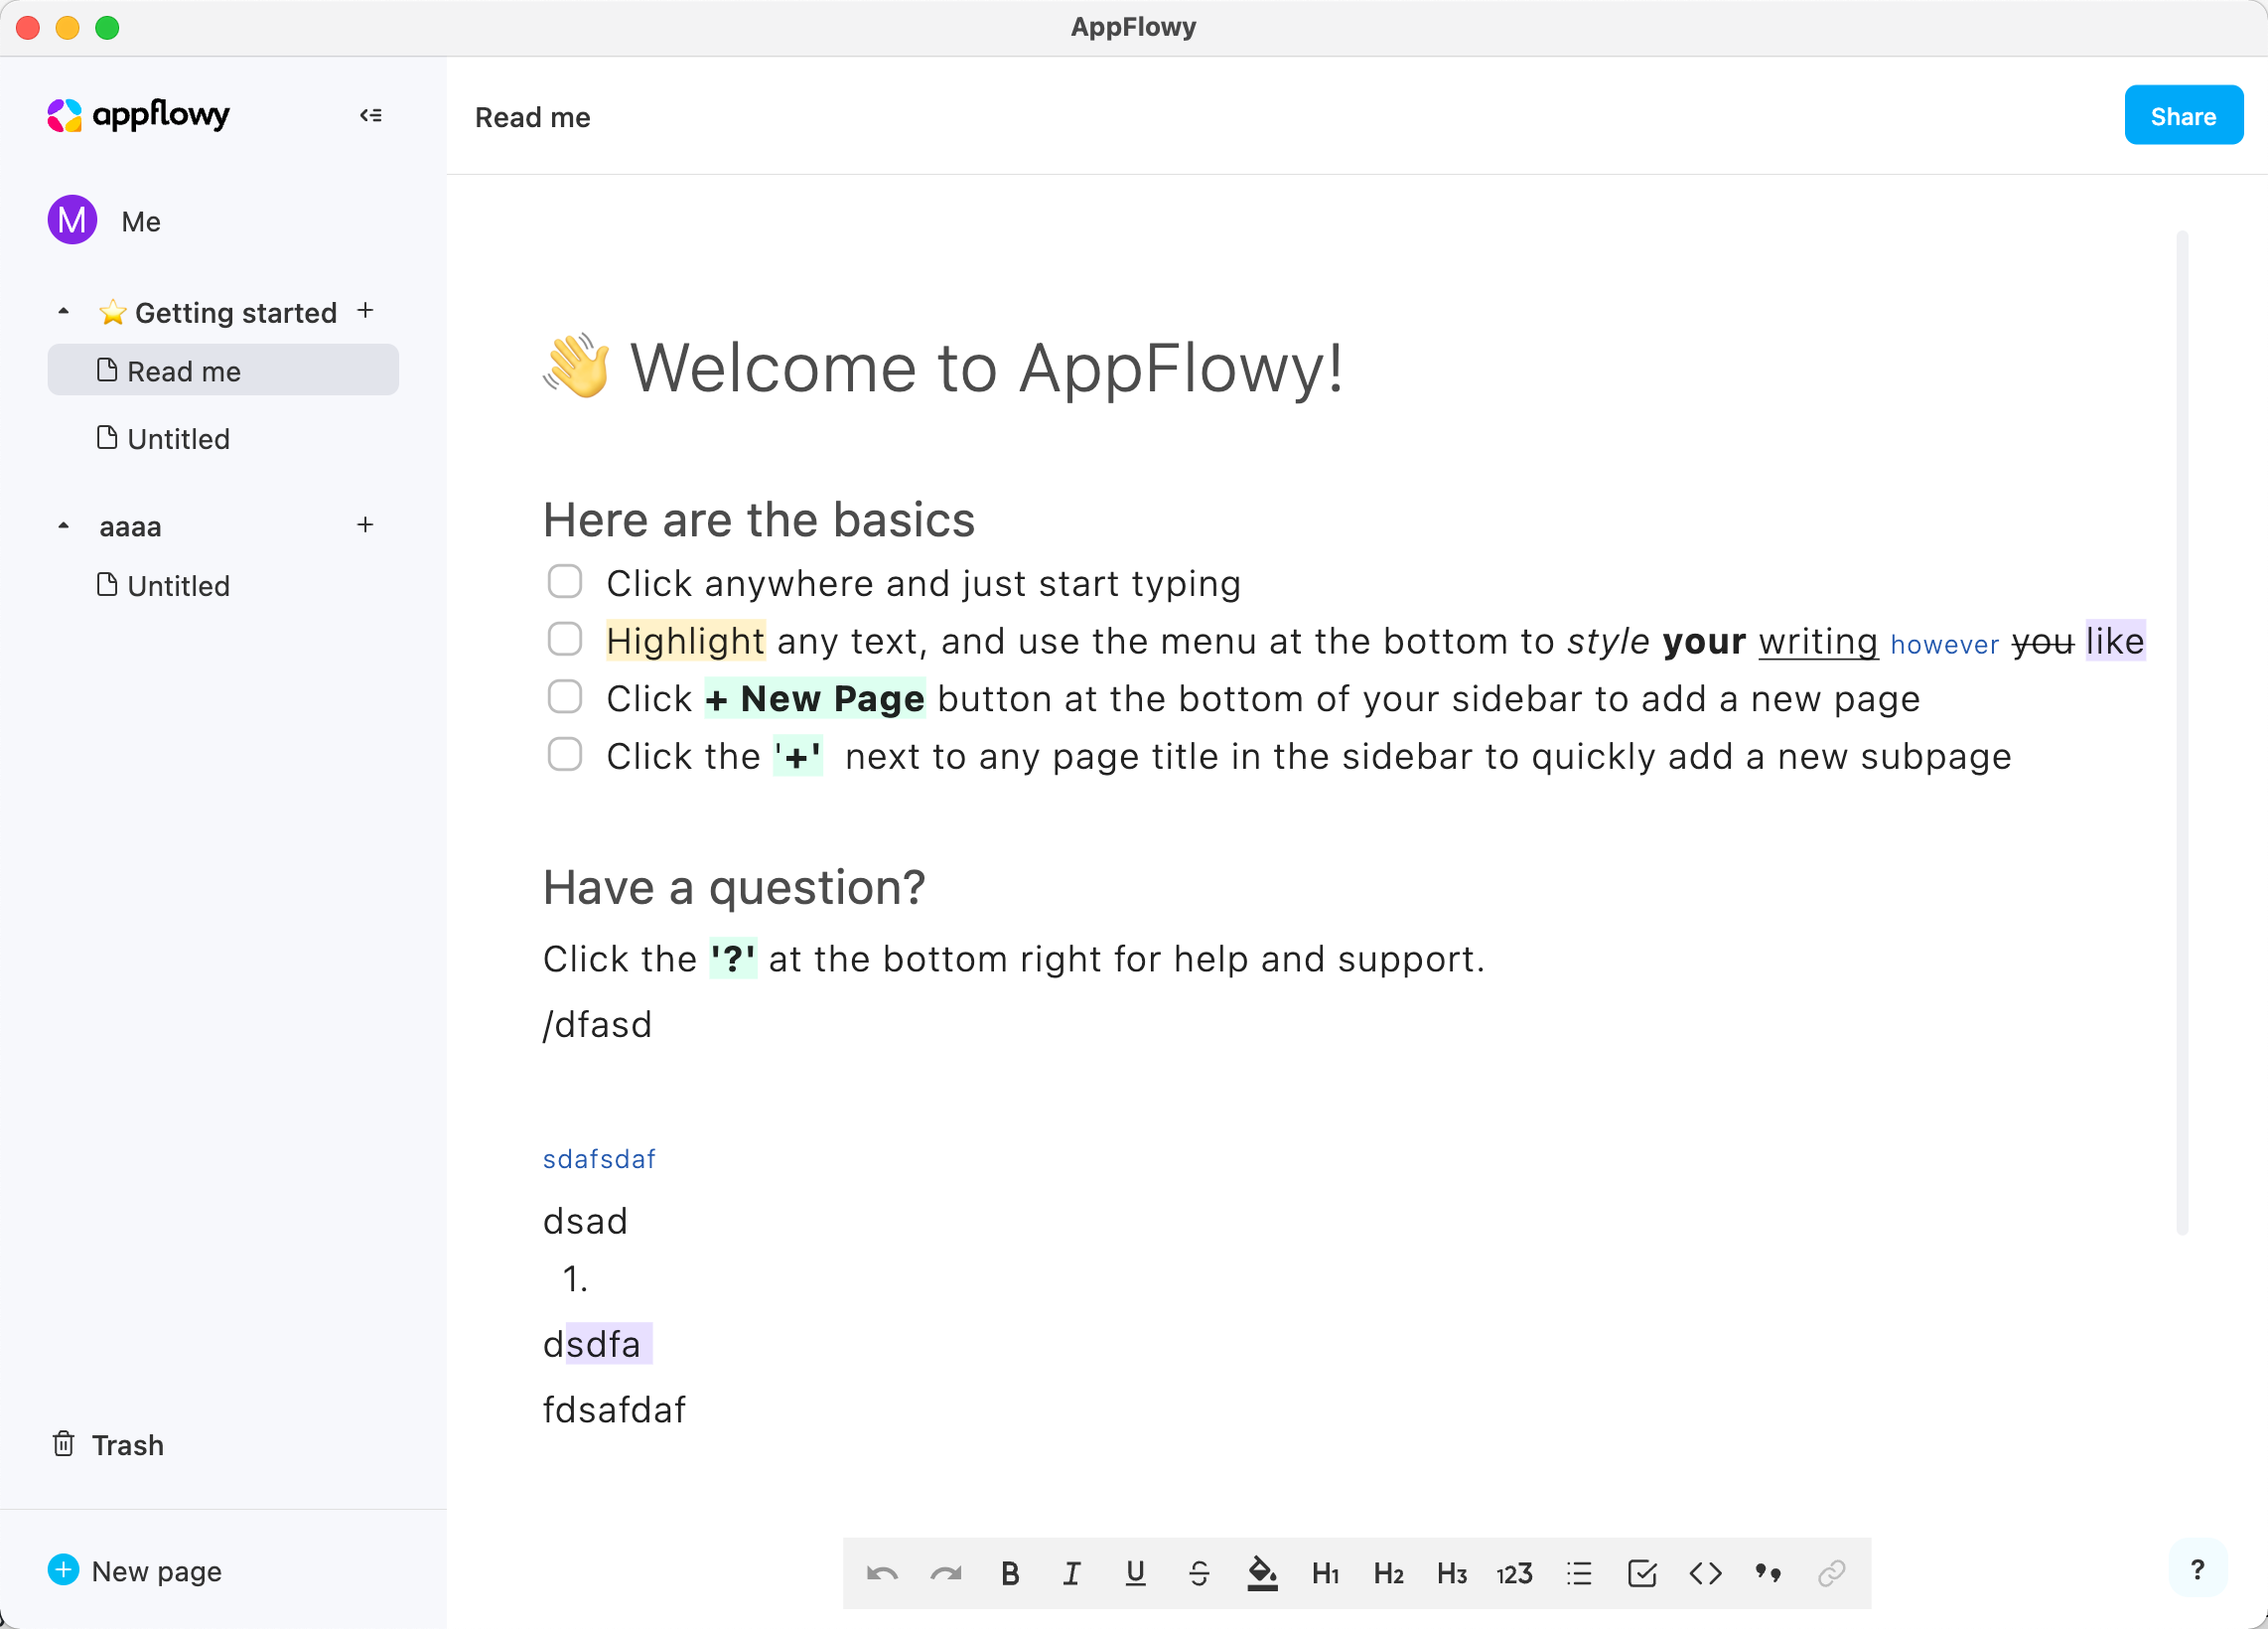 AppFlowy
appflowy
M Me
⭐ Getting started +
Read me
Untitled
aaaa +
Untitled
Trash
New page
Read me
Share
👋 Welcome to AppFlowy!
Here are the basics
Click anywhere and just start typing
Highlight any text, and use the menu at the bottom to style your writing however you like
Click + New Page button at the bottom of your sidebar to add a new page
Click the '+' next to any page title in the sidebar to quickly add a new subpage
Have a question?
Click the '?' at the bottom right for help and support.
/dfasd
sdafsdaf
dsad
1.
dsdfa
fdsafdaf
B I U S H1 H2 H3 123 <> ?